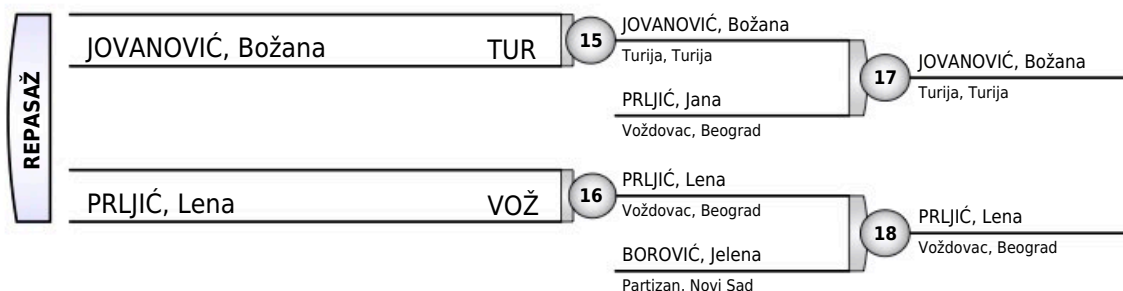 REPASAŽ
JOVANOVIĆ, Božana TUR
15
JOVANOVIĆ, Božana
Turija, Turija
PRLJIĆ, Jana
Voždovac, Beograd
17
JOVANOVIĆ, Božana
Turija, Turija
PRLJIĆ, Lena VOŽ
16
PRLJIĆ, Lena
Voždovac, Beograd
BOROVIĆ, Jelena
Partizan, Novi Sad
18
PRLJIĆ, Lena
Voždovac, Beograd